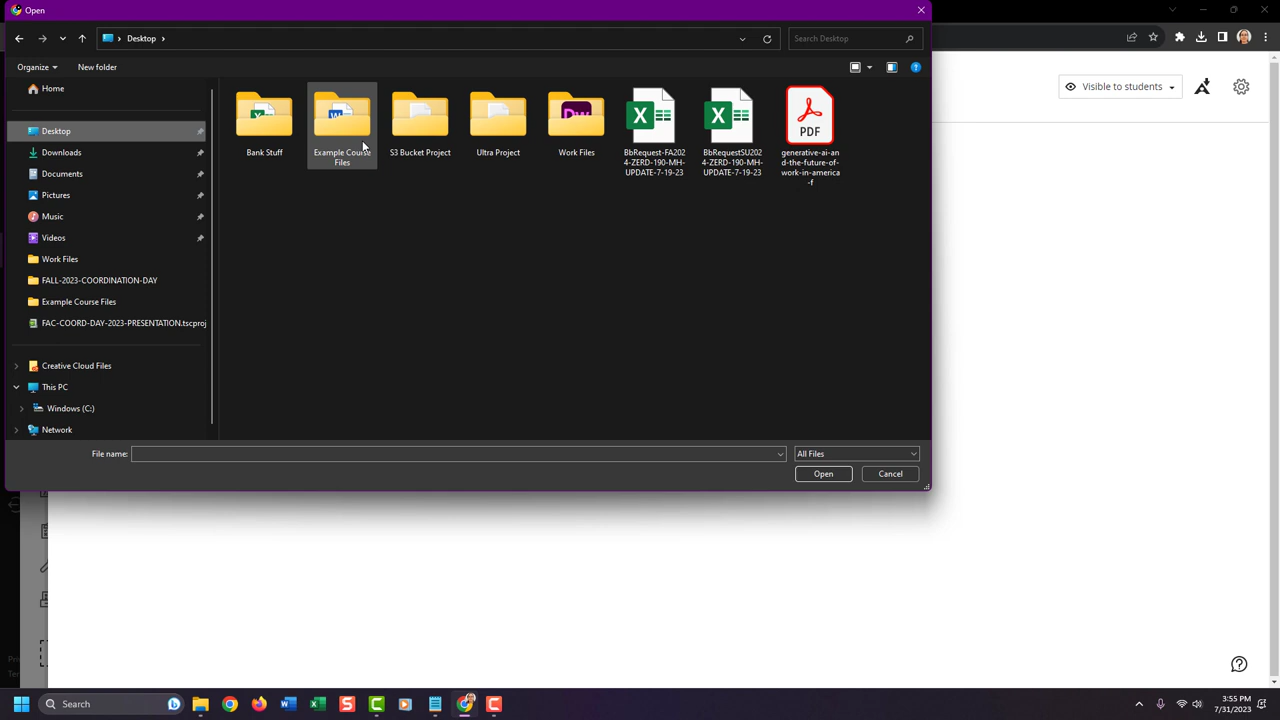 Open
Desktop
Search Desktop
Organize
New folder
Home
Desktop
Downloads
Documents
Pictures
Music
Videos
Work Files
FALL-2023-COORDINATION-DAY
Example Course Files
FAC-COORD-DAY-2023-PRESENTATION.tscproj
Creative Cloud Files
This PC
Windows (C:)
Network
Bank Stuff
Example Course
Files
S3 Bucket Project
Ultra Project
Work Files
BbRequest-FA202
4-ZERD-190-MH-
UPDATE-7-19-23
BbRequestSU202
4-ZERD-190-MH-
UPDATE-7-19-23
PDF
generative-ai-an
d-the-future-of-
work-in-america
-f
File name:
All Files
Open
Cancel
Visible to students
Search
3:55 PM
7/31/2023